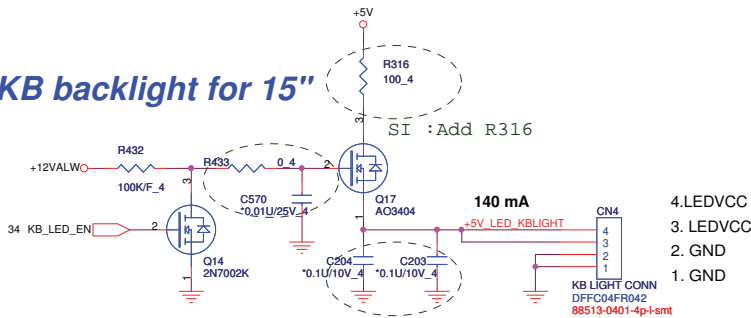 +5V
R316
100_4
KB backlight for 15"
3
SI :Add R316
R432
R433
0_4
2
+12VALW
100K/F_4
3
C570
*0.01U/25V_4
Q17
AO3404
1
140 mA
4.LEDVCC
34 KB_LED_EN
2
+5V_LED_KBLIGHT
CN4
3. LEDVCC
4
3
2
1
2. GND
Q14
2N7002K
1
C204
*0.1U/10V_4
C203
*0.1U/10V_4
1. GND
KB LIGHT CONN
DFFC04FR042
88513-0401-4p-l-smt